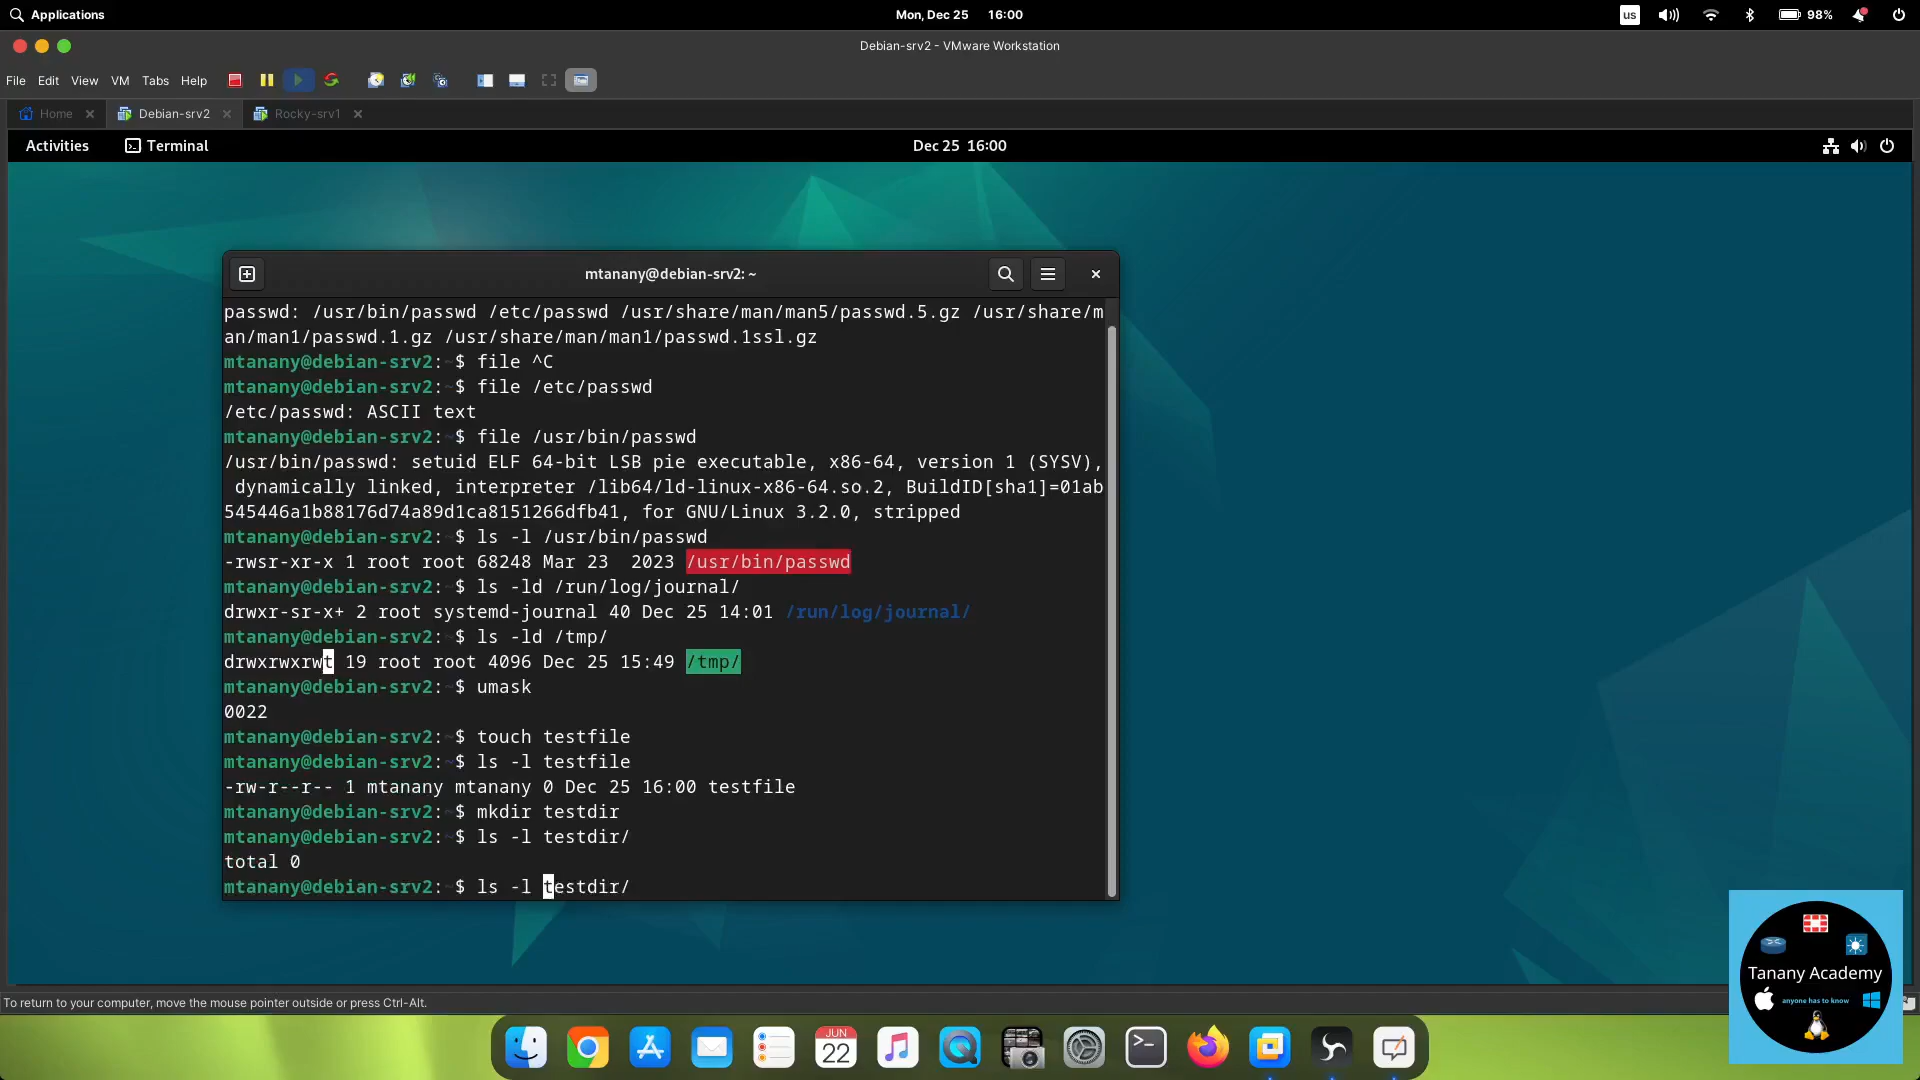 Applications
Mon, Dec 25 16:00
us
98%
Debian-srv2 - VMware Workstation
File Edit View VM Tabs Help
Home
Debian-srv2
Rocky-srv1
Activities
Terminal
Dec 25 16:00
mtanany@debian-srv2: ~
passwd: /usr/bin/passwd /etc/passwd /usr/share/man/man5/passwd.5.gz /usr/share/m
an/man1/passwd.1.gz /usr/share/man/man1/passwd.1ssl.gz
mtanany@debian-srv2:~$ file ^C
mtanany@debian-srv2:~$ file /etc/passwd
/etc/passwd: ASCII text
mtanany@debian-srv2:~$ file /usr/bin/passwd
/usr/bin/passwd: setuid ELF 64-bit LSB pie executable, x86-64, version 1 (SYSV),
 dynamically linked, interpreter /lib64/ld-linux-x86-64.so.2, BuildID[sha1]=01ab
545446a1b88176d74a89d1ca8151266dfb41, for GNU/Linux 3.2.0, stripped
mtanany@debian-srv2:~$ ls -l /usr/bin/passwd
-rwsr-xr-x 1 root root 68248 Mar 23  2023 /usr/bin/passwd
mtanany@debian-srv2:~$ ls -ld /run/log/journal/
drwxr-sr-x+ 2 root systemd-journal 40 Dec 25 14:01 /run/log/journal/
mtanany@debian-srv2:~$ ls -ld /tmp/
drwxrwxrwt 19 root root 4096 Dec 25 15:49 /tmp/
mtanany@debian-srv2:~$ umask
0022
mtanany@debian-srv2:~$ touch testfile
mtanany@debian-srv2:~$ ls -l testfile
-rw-r--r-- 1 mtanany mtanany 0 Dec 25 16:00 testfile
mtanany@debian-srv2:~$ mkdir testdir
mtanany@debian-srv2:~$ ls -l testdir/
total 0
mtanany@debian-srv2:~$ ls -l testdir/
Tanany Academy
anyone has to know
To return to your computer, move the mouse pointer outside or press Ctrl-Alt.
JUN
22